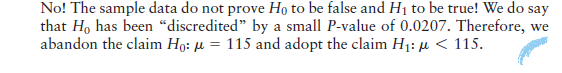 No! The sample data do not prove H₀ to be false and H₁ to be true! We do say
that H₀ has been “discredited” by a small P-value of 0.0207. Therefore, we
abandon the claim H₀: μ = 115 and adopt the claim H₁: μ < 115.